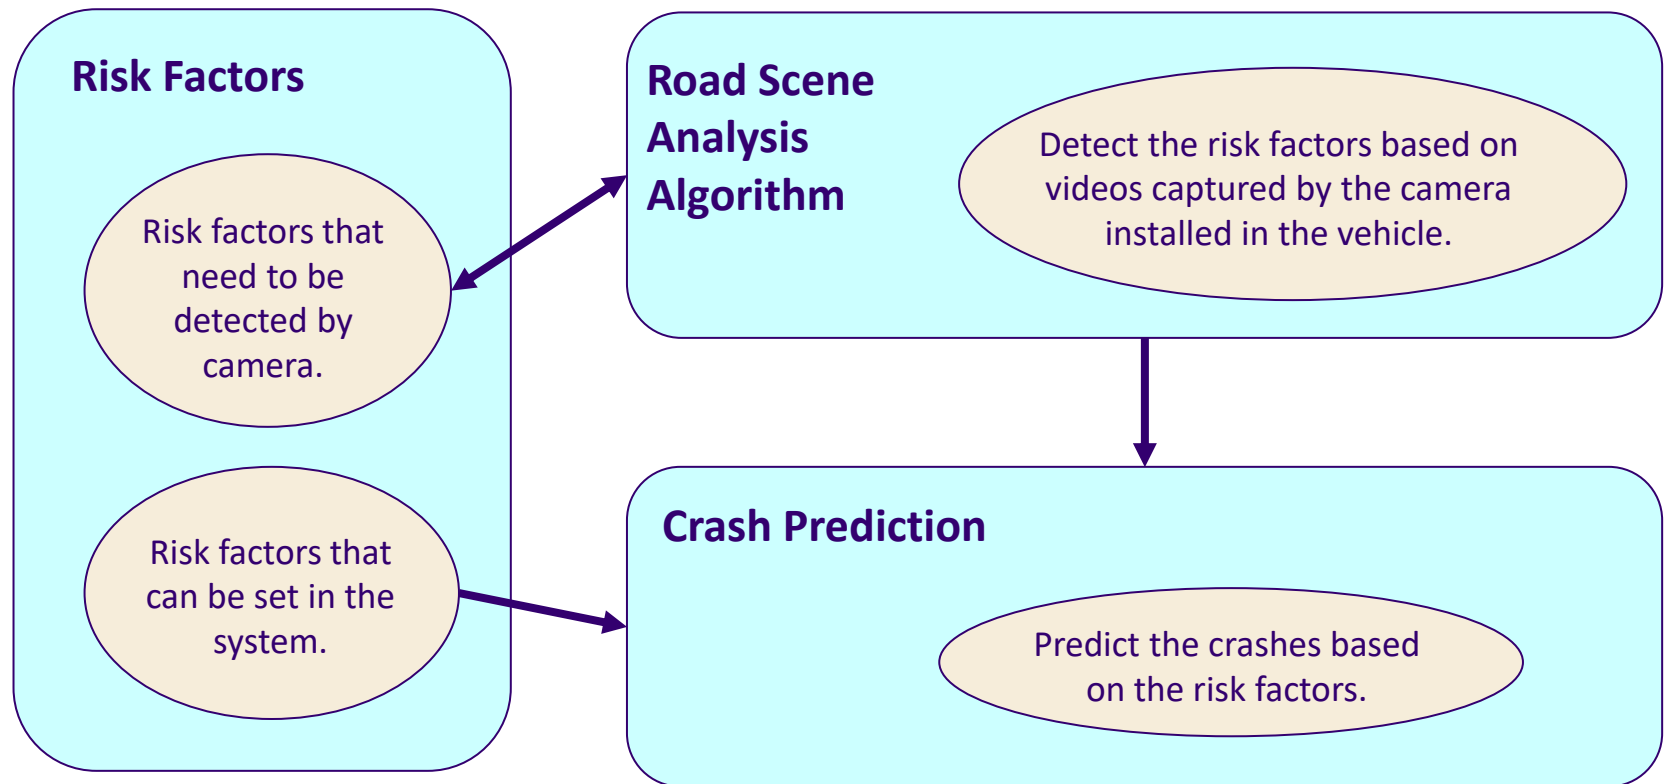 Risk Factors
Risk factors that
need to be
detected by
camera.
Risk factors that
can be set in the
system.
Road Scene
Analysis
Algorithm
Detect the risk factors based on
videos captured by the camera
installed in the vehicle.
Crash Prediction
Predict the crashes based
on the risk factors.